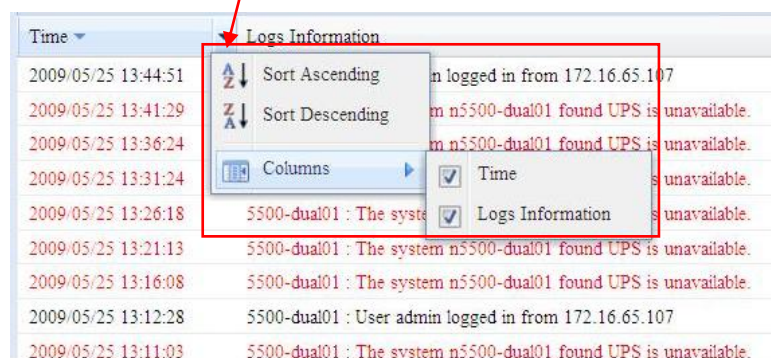 Time Logs Information
2009/05/25 13:44:51 Sort Ascending n logged in from 172.16.65.107
2009/05/25 13:41:29 Sort Descending m n5500-dual01 found UPS is unavailable.
2009/05/25 13:36:24 m n5500-dual01 found UPS is unavailable.
2009/05/25 13:31:24 Columns Time s unavailable.
2009/05/25 13:26:18 5500-dual01 : The syste Logs Information s unavailable.
2009/05/25 13:21:13 5500-dual01 : The system n5500-dual01 found UPS is unavailable.
2009/05/25 13:16:08 5500-dual01 : The system n5500-dual01 found UPS is unavailable.
2009/05/25 13:12:28 5500-dual01 : User admin logged in from 172.16.65.107
2009/05/25 13:11:03 5500-dual01 : The system n5500-dual01 found UPS is unavailable.